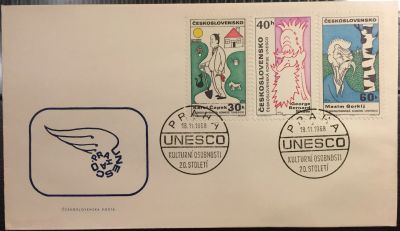 ČESKOSLOVENSKO
Karel Čapek 30h
40h
ČESKOSLOVENSKO
George
Bernard
ČESKOSLOVENSKO
Maxim Gorkij
60h
PRAHA
18.11.1968
UNESCO
KULTURNÍ OSOBNOSTI
20. STOLETÍ
PRAHA
18.11.1968
UNESCO
KULTURNÍ OSOBNOSTI
20. STOLETÍ
UNESCO
PRAHA
ČESKOSLOVENSKÁ POŠTA